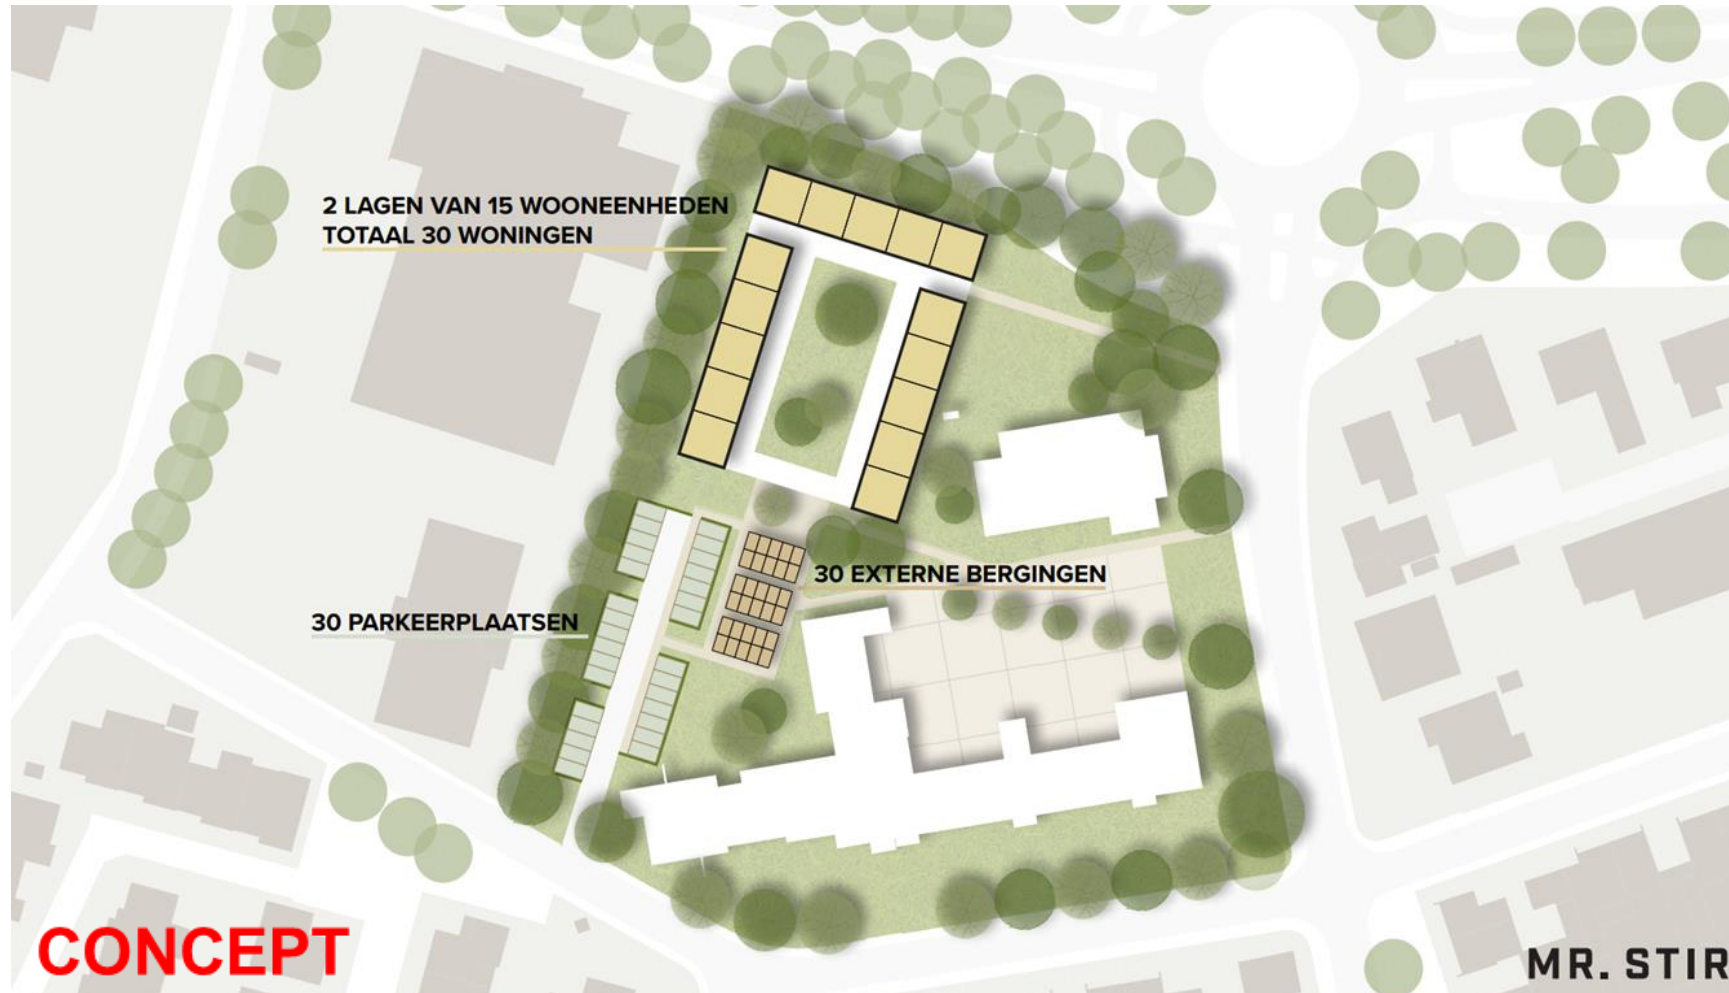 2 LAGEN VAN 15 WOONEENHEDEN
TOTAAL 30 WONINGEN
30 EXTERNE BERGINGEN
30 PARKEERPLAATSEN
CONCEPT
MR. STIR